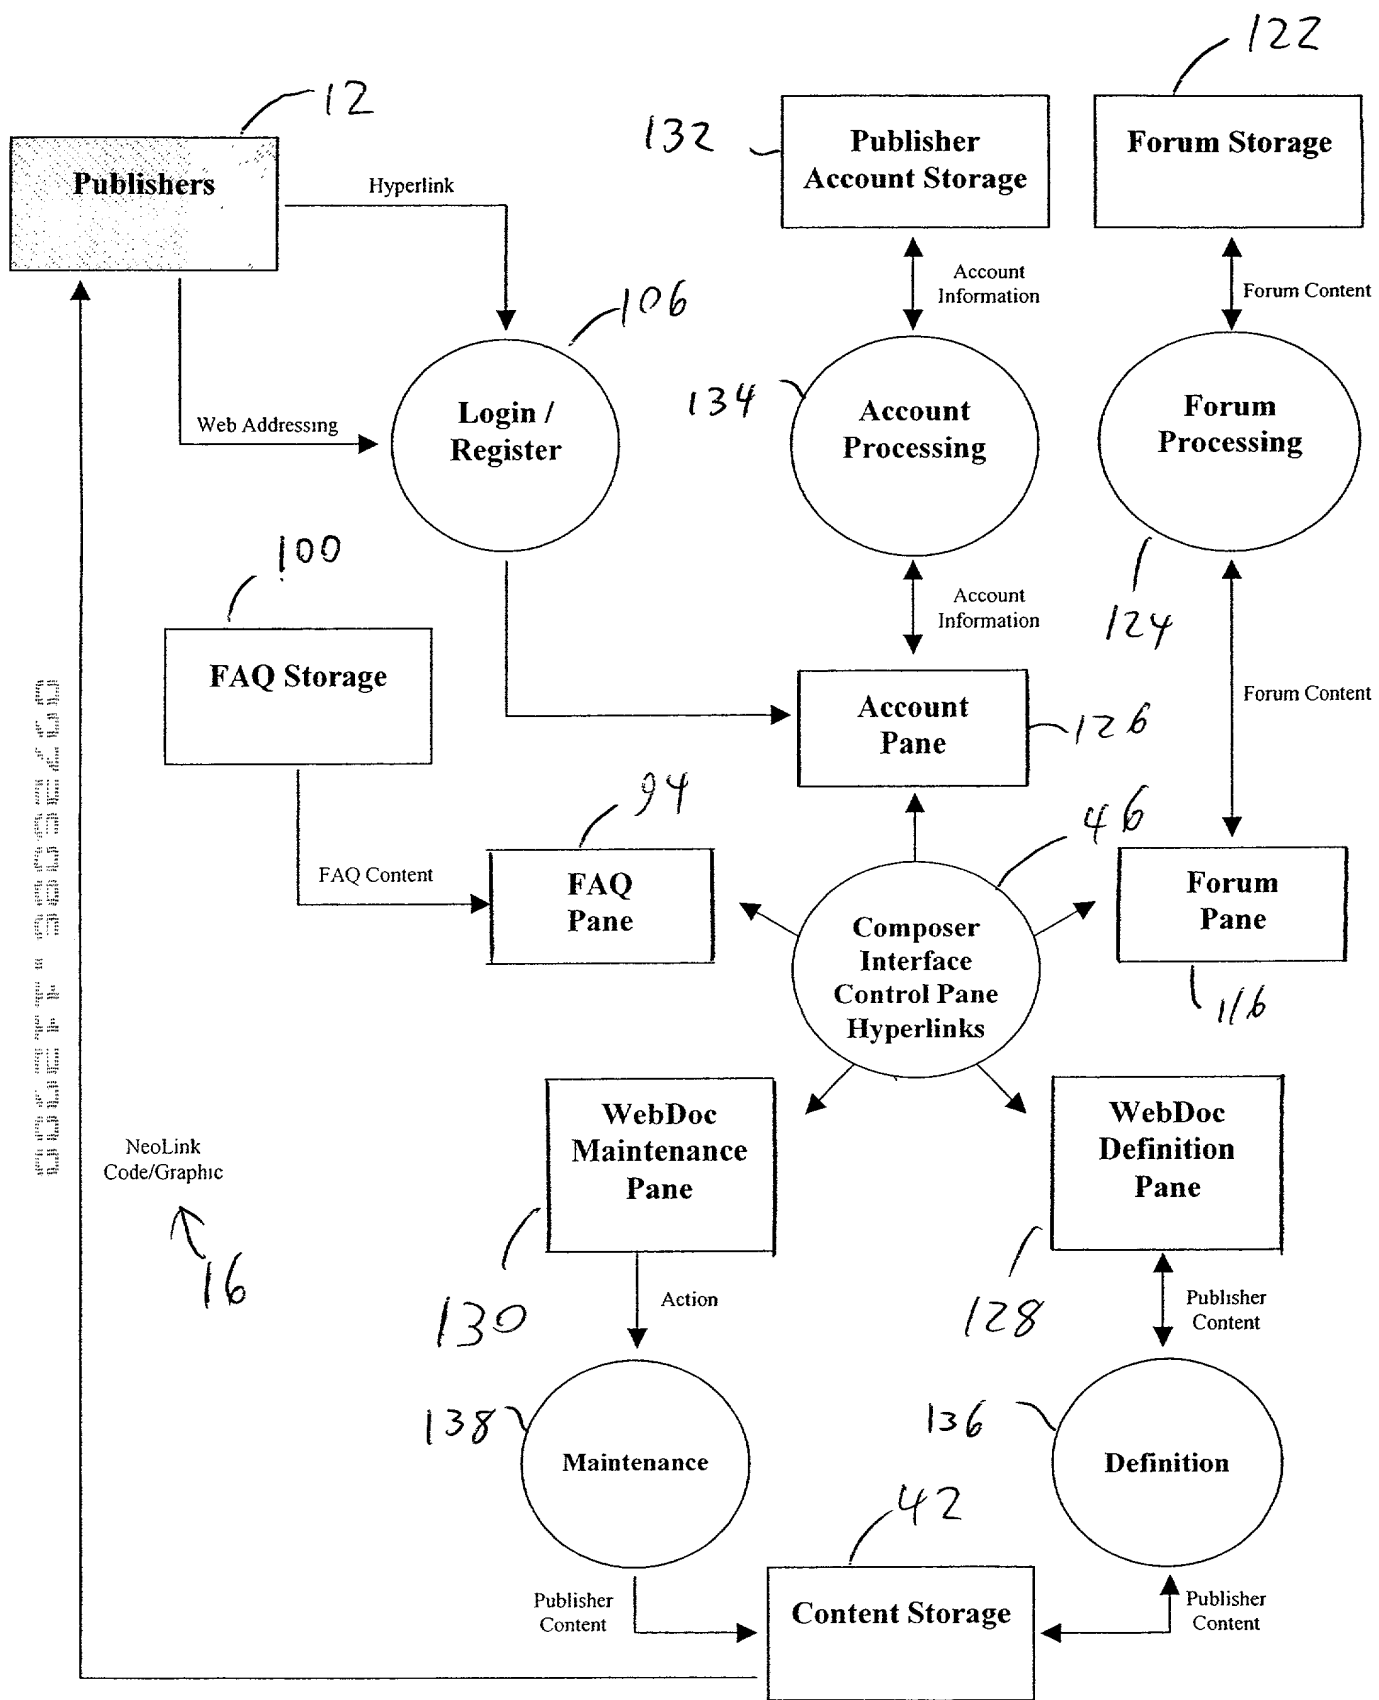 122
12
132
Publisher
Account Storage
Forum Storage
Publishers
Hyperlink
Account
Information
Forum Content
106
134
Login /
Register
Account
Processing
Forum
Processing
Web Addressing
100
124
Account
Information
FAQ Storage
Forum Content
Account
Pane
126
94
46
FAQ Content
FAQ
Pane
Forum
Pane
Composer
Interface
Control Pane
Hyperlinks
116
WebDoc
Maintenance
Pane
WebDoc
Definition
Pane
NeoLink
Code/Graphic
16
130
Action
128
Publisher
Content
138
136
Maintenance
Definition
42
Publisher
Content
Content Storage
Publisher
Content